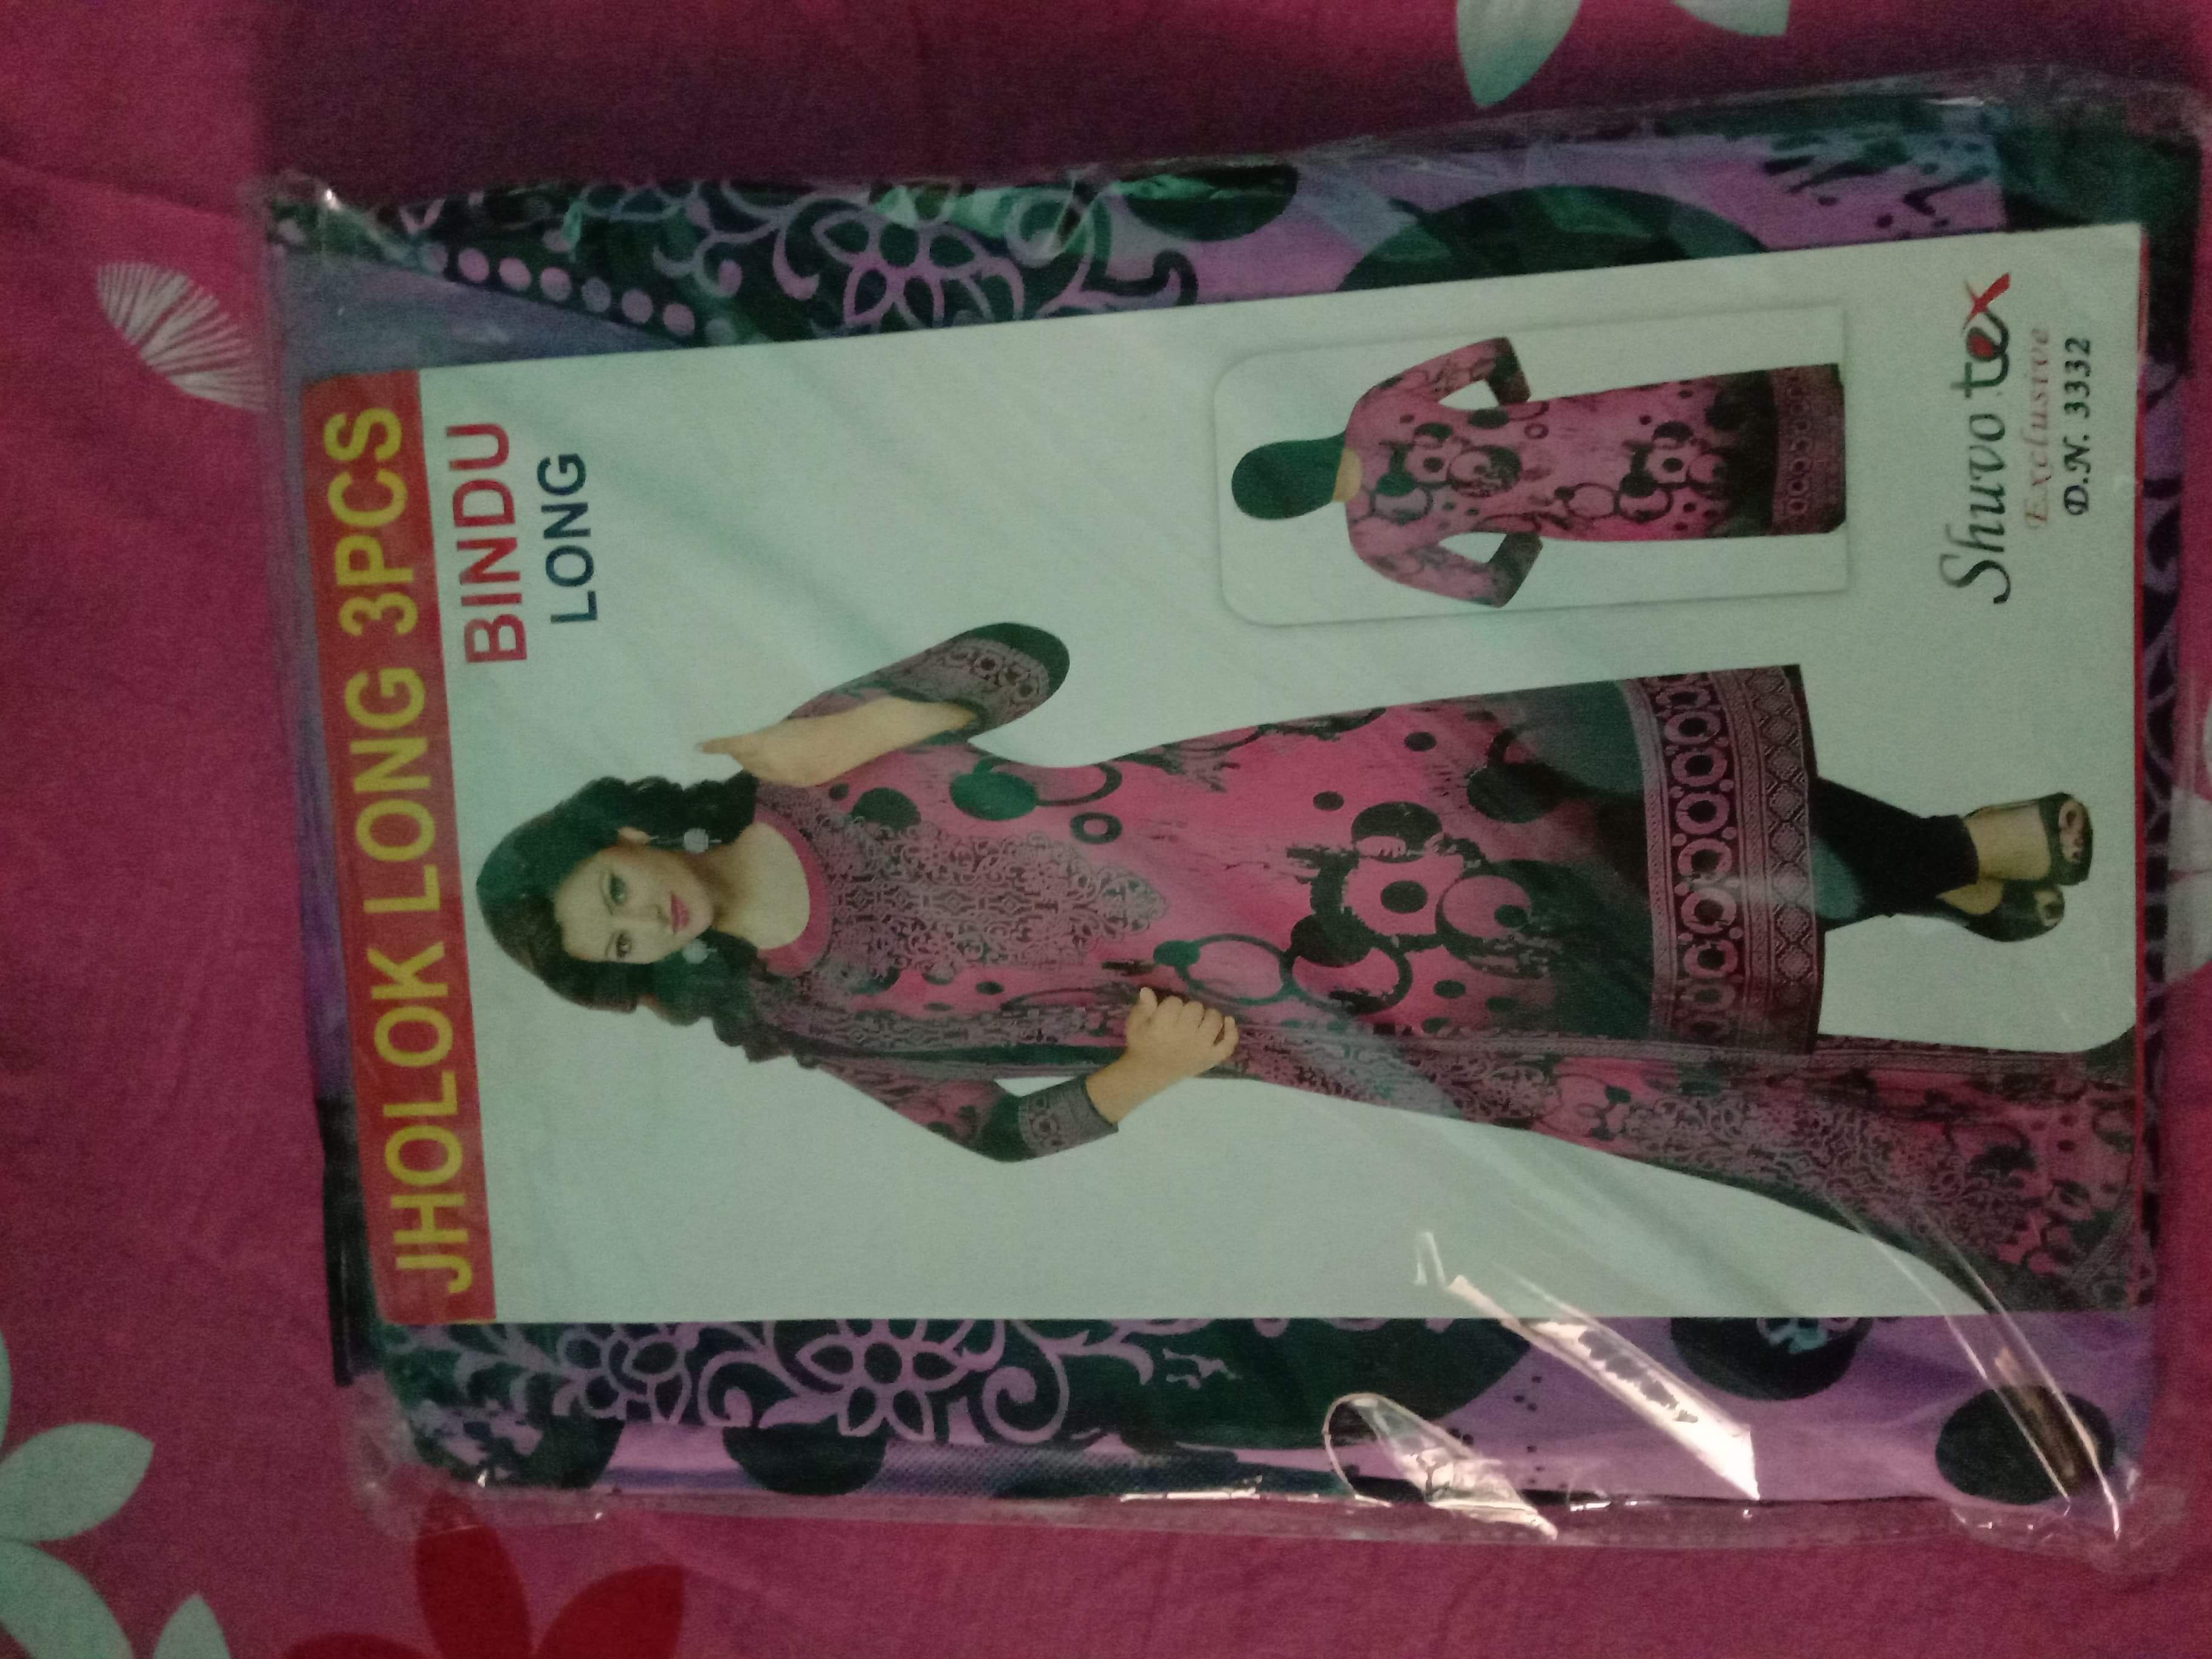 JHOLOK LONG 3PCS
BINDU
LONG
Shuvo tex
Exclusive
D.N. 3332